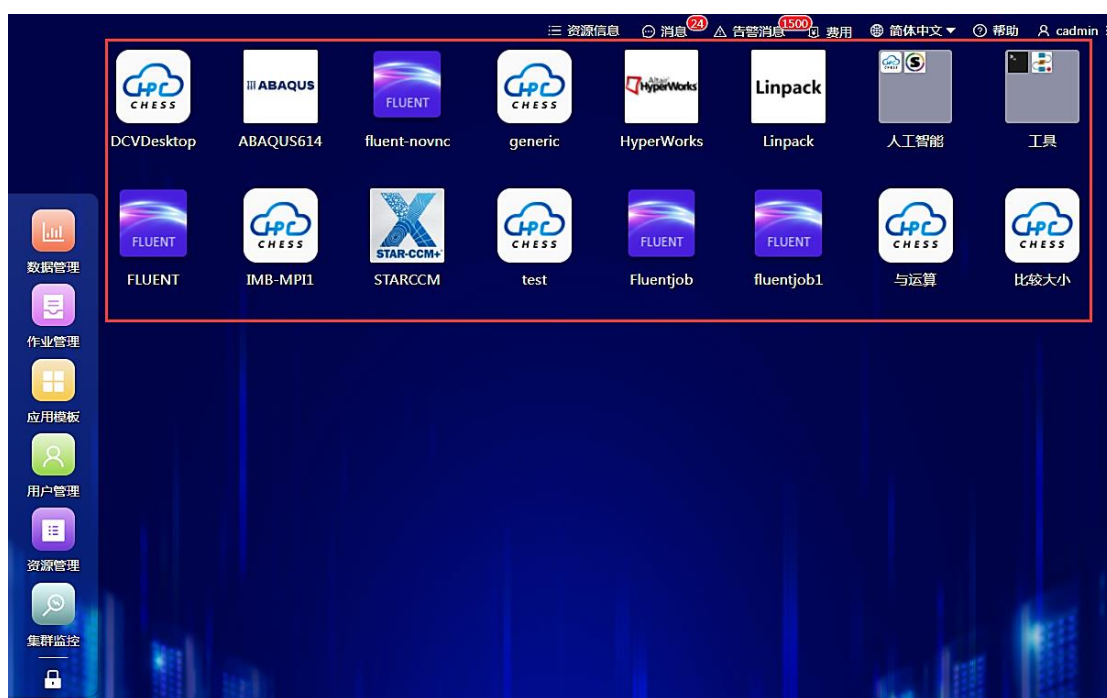 资源信息 消息 24 告警消息 1500 费用 简体中文 帮助 cadmin
CHESS ABAQUS FLUENT CHESS Altair HyperWorks Linpack
DCVDesktop ABAQUS614 fluent-novnc generic HyperWorks Linpack 人工智能 工具
FLUENT CHESS STAR-CCM+ CHESS FLUENT FLUENT CHESS CHESS
FLUENT IMB-MPI1 STARCCM test Fluentjob fluentjob1 与运算 比较大小
数据管理
作业管理
应用模板
用户管理
资源管理
集群监控